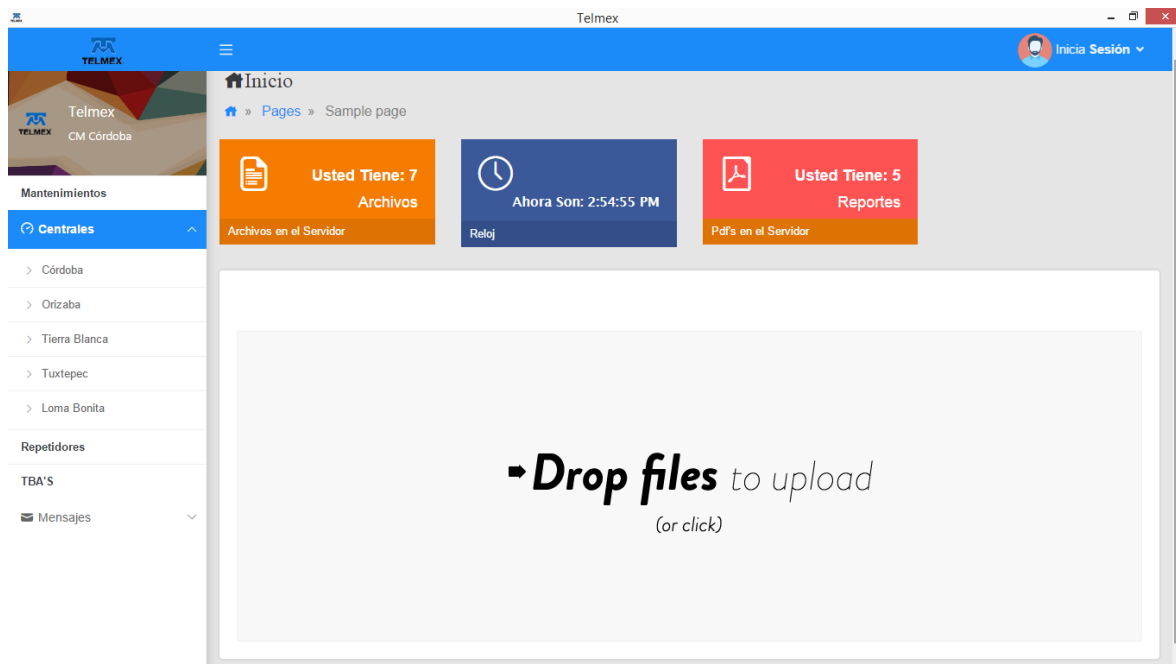 Telmex
TELMEX
Inicia Sesión
Telmex
TELMEX
CM Córdoba
Mantenimientos
Centrales
Córdoba
Orizaba
Tierra Blanca
Tuxtepec
Loma Bonita
Repetidores
TBA'S
Mensajes
Inicio
» Pages » Sample page
Usted Tiene: 7
Archivos
Archivos en el Servidor
Ahora Son: 2:54:55 PM
Reloj
Usted Tiene: 5
Reportes
Pdf's en el Servidor
Drop files to upload
(or click)